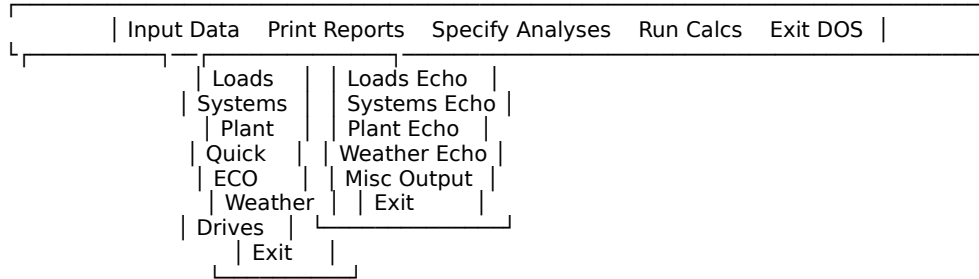 Input Data Print Reports Specify Analyses Run Calcs Exit DOS
Loads Loads Echo
Systems Systems Echo
Plant Plant Echo
Quick Weather Echo
ECO Misc Output
Weather Exit
Drives
Exit